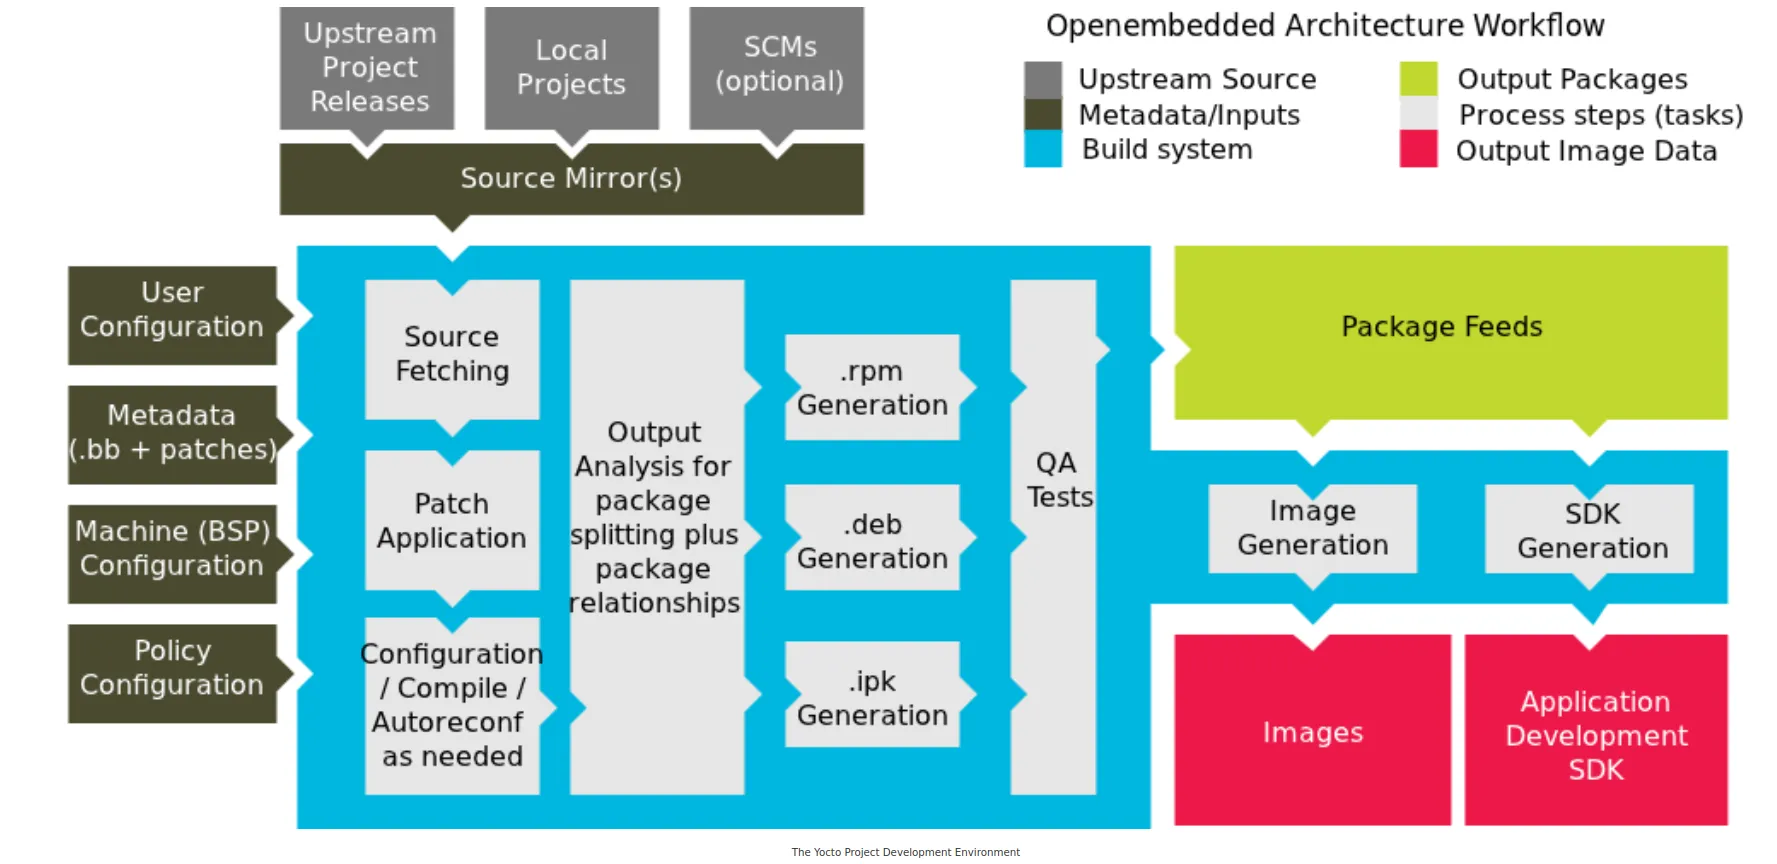 Upstream
Project
Releases
Local
Projects
SCMs
(optional)
Source Mirror(s)
Openembedded Architecture Workflow
Upstream Source
Metadata/Inputs
Build system
Output Packages
Process steps (tasks)
Output Image Data
User
Configuration
Metadata
(.bb + patches)
Machine (BSP)
Configuration
Policy
Configuration
Source
Fetching
Patch
Application
Configuration
/ Compile /
Autoreconf
as needed
Output
Analysis for
package
splitting plus
package
relationships
.rpm
Generation
.deb
Generation
.ipk
Generation
QA
Tests
Package Feeds
Image
Generation
SDK
Generation
Images
Application
Development
SDK
The Yocto Project Development Environment